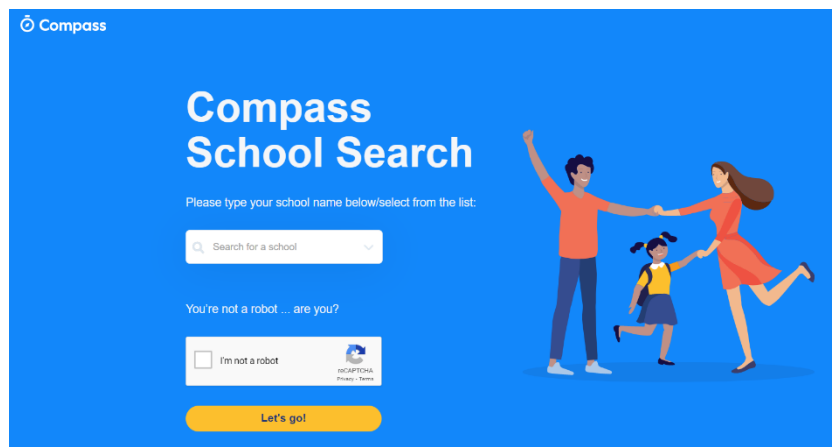 Compass
Compass
School Search
Please type your school name below/select from the list:
Search for a school
You're not a robot ... are you?
I'm not a robot
reCAPTCHA
Privacy - Terms
Let's go!